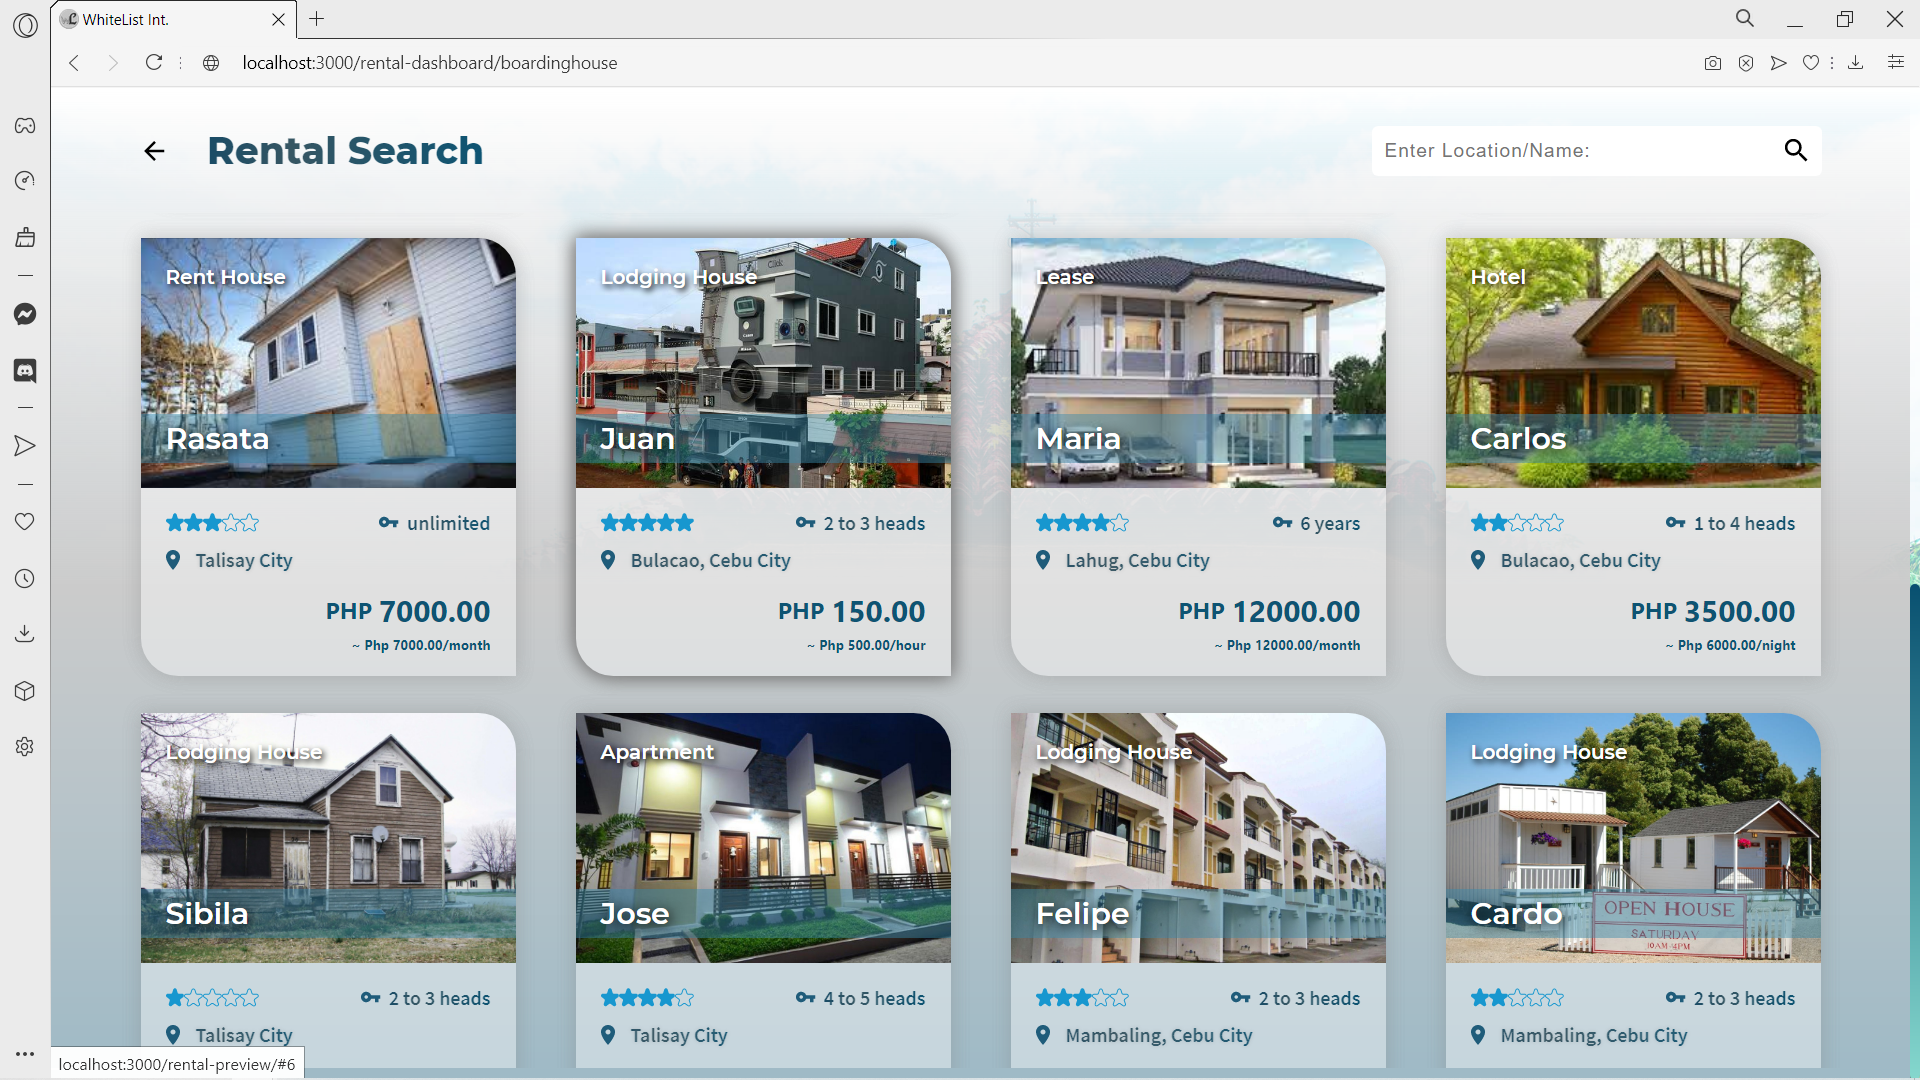 WhiteList Int.
localhost:3000/rental-dashboard/boardinghouse
Rental Search
Enter Location/Name:
Rent House
Rasata
unlimited
Talisay City
PHP 7000.00
~ Php 7000.00/month
Lodging House
Juan
2 to 3 heads
Bulacao, Cebu City
PHP 150.00
~ Php 500.00/hour
Lease
Maria
6 years
Lahug, Cebu City
PHP 12000.00
~ Php 12000.00/month
Hotel
Carlos
1 to 4 heads
Bulacao, Cebu City
PHP 3500.00
~ Php 6000.00/night
Lodging House
Sibila
2 to 3 heads
Talisay City
Apartment
Jose
4 to 5 heads
Talisay City
Lodging House
Felipe
2 to 3 heads
Mambaling, Cebu City
Lodging House
Cardo
OPEN HOUSE
SATURDAY
10AM-4PM
2 to 3 heads
Mambaling, Cebu City
localhost:3000/rental-preview/#6